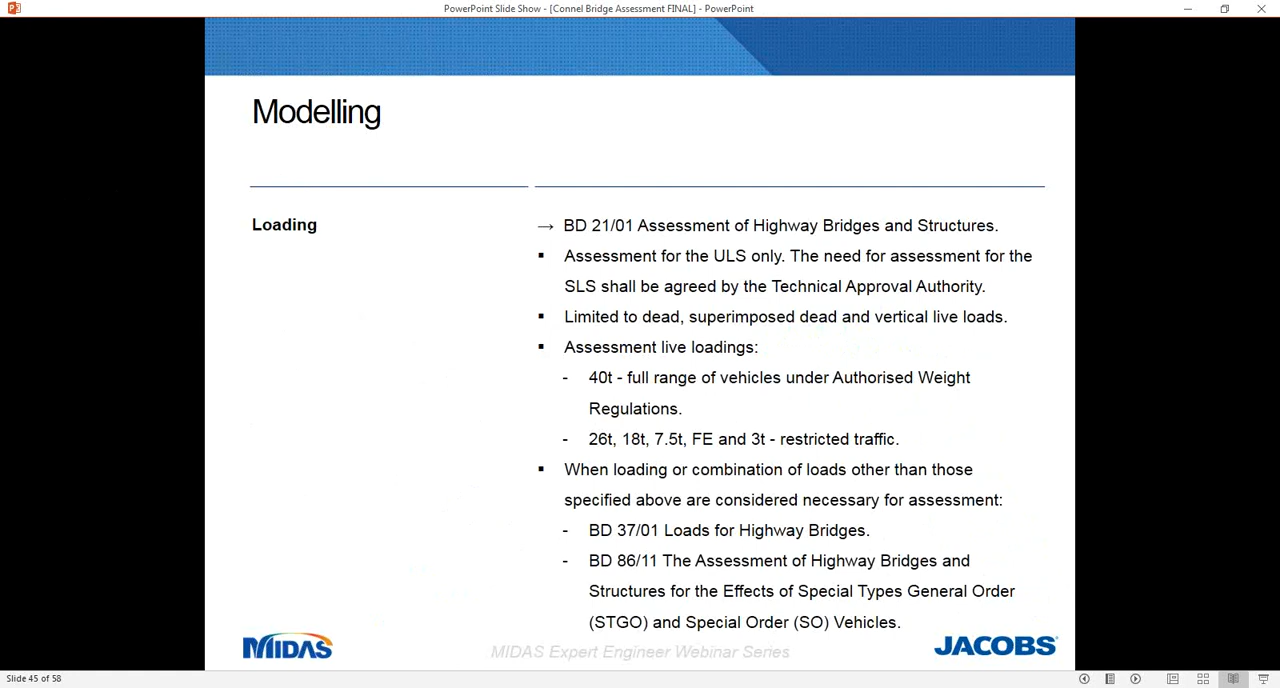 PowerPoint Slide Show - [Connel Bridge Assessment FINAL] - PowerPoint
Modelling
Loading
→ BD 21/01 Assessment of Highway Bridges and Structures.
▪ Assessment for the ULS only. The need for assessment for the
SLS shall be agreed by the Technical Approval Authority.
▪ Limited to dead, superimposed dead and vertical live loads.
▪ Assessment live loadings:
- 40t - full range of vehicles under Authorised Weight
Regulations.
- 26t, 18t, 7.5t, FE and 3t - restricted traffic.
▪ When loading or combination of loads other than those
specified above are considered necessary for assessment:
- BD 37/01 Loads for Highway Bridges.
- BD 86/11 The Assessment of Highway Bridges and
Structures for the Effects of Special Types General Order
(STGO) and Special Order (SO) Vehicles.
MIDAS
MIDAS Expert Engineer Webinar Series
JACOBS
Slide 45 of 58